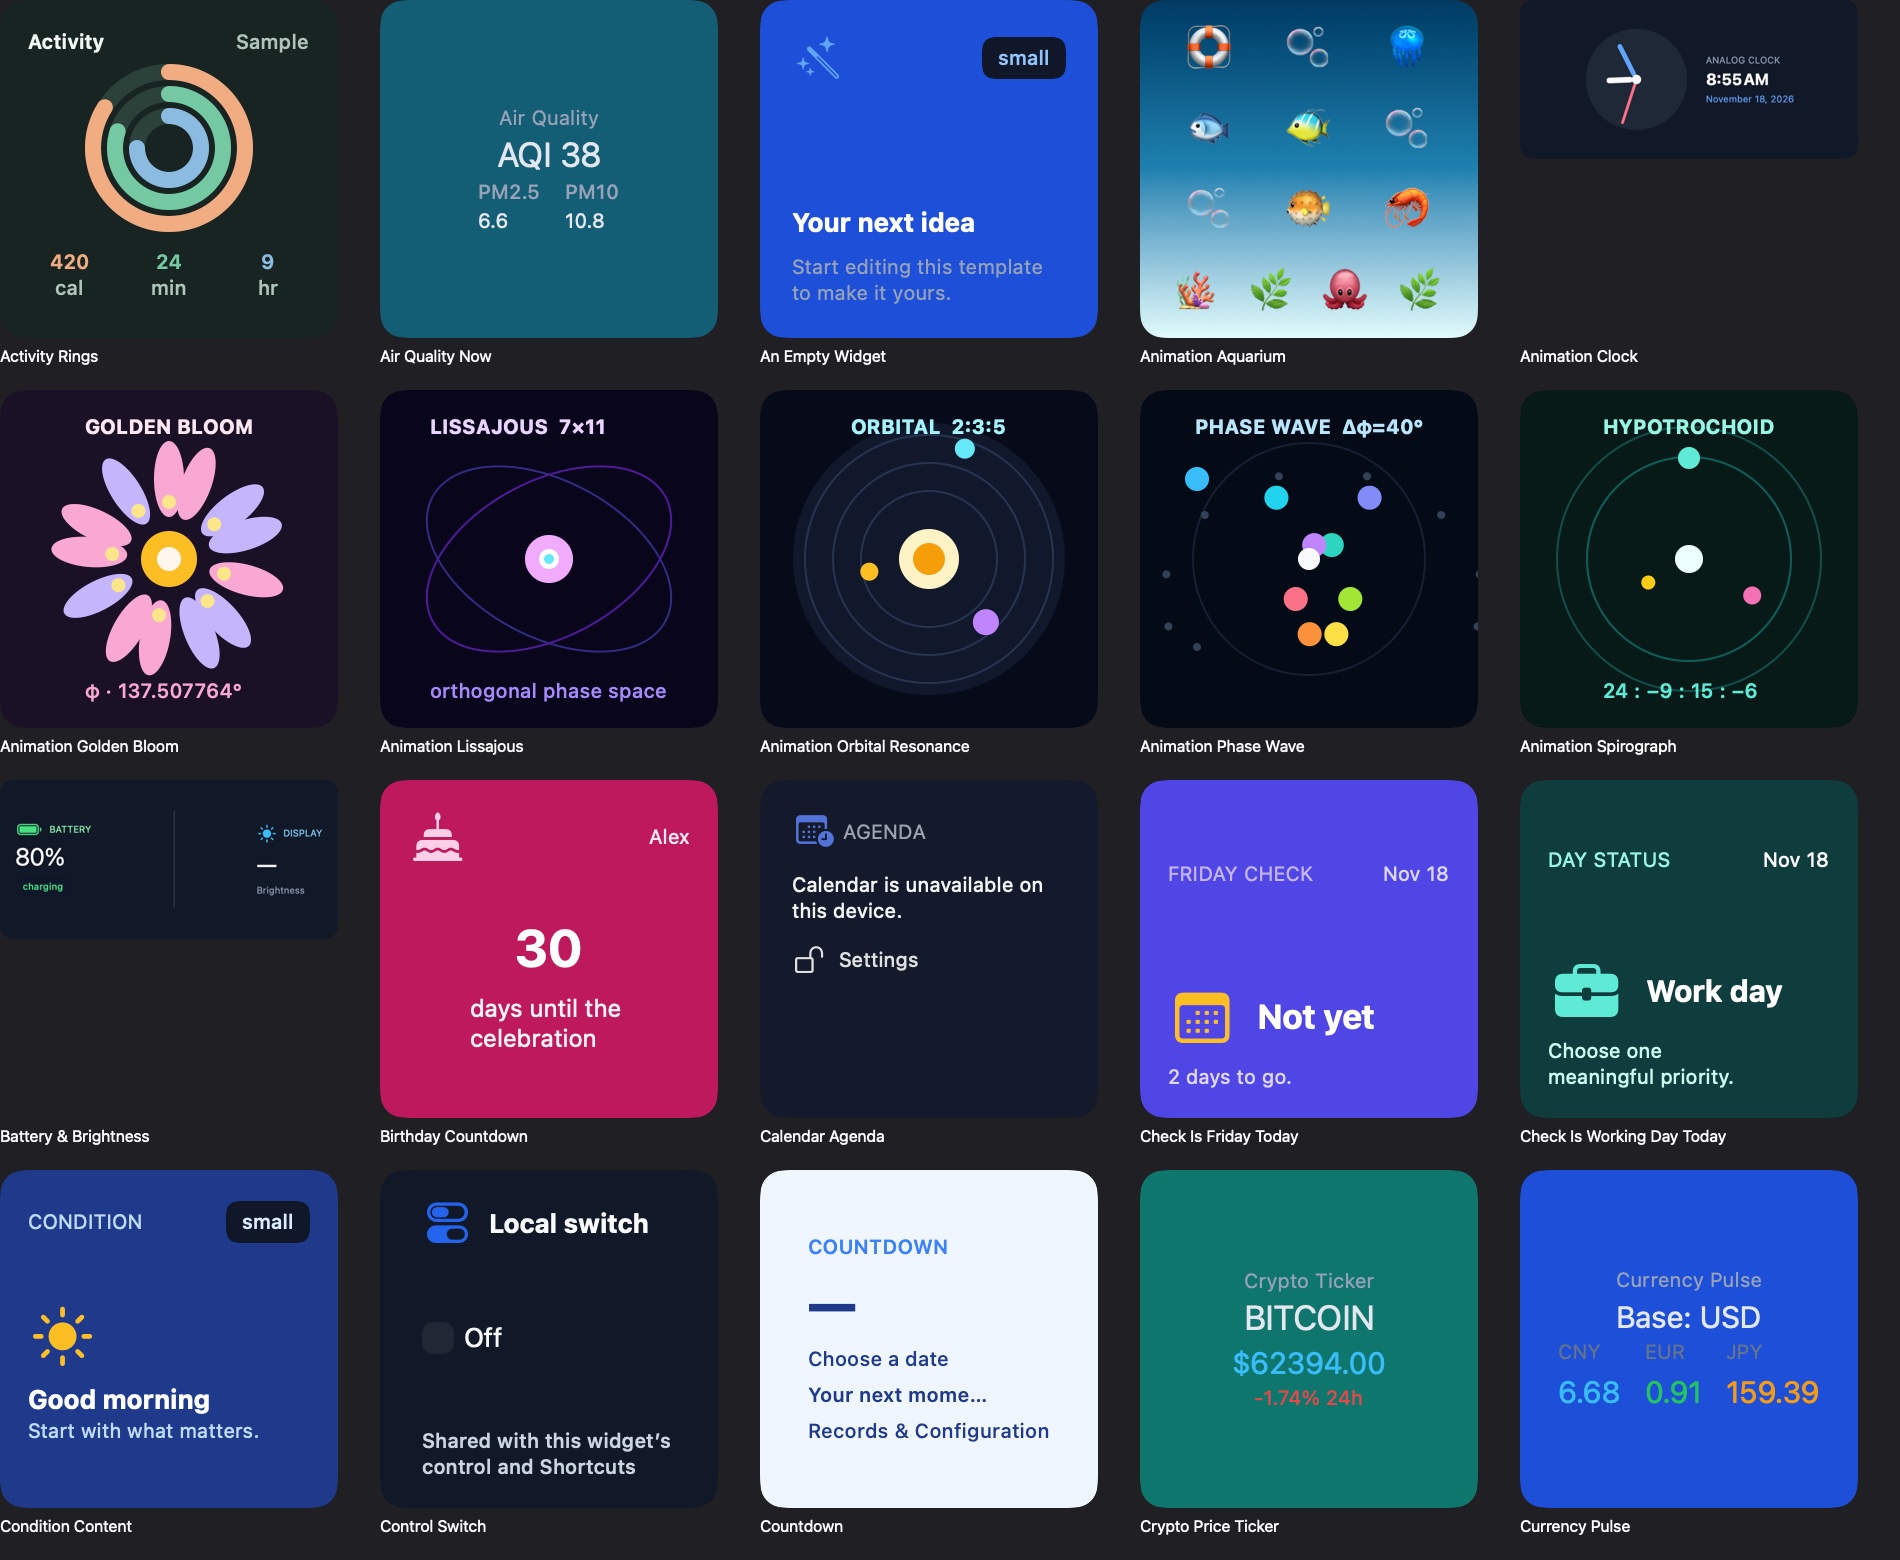 Activity
Sample
420
24
9
cal
min
hr
Activity Rings
Air Quality
AQI 38
PM2.5
PM10
6.6
10.8
Air Quality Now
small
Your next idea
Start editing this template
to make it yours.
An Empty Widget
Animation Aquarium
ANALOG CLOCK
8:55 AM
November 18, 2026
Animation Clock
GOLDEN BLOOM
ϕ · 137.507764°
Animation Golden Bloom
LISSAJOUS 7×11
orthogonal phase space
Animation Lissajous
ORBITAL 2:3:5
Animation Orbital Resonance
PHASE WAVE Δϕ=40°
Animation Phase Wave
HYPOTROCHOID
24 : −9 : 15 : −6
Animation Spirograph
BATTERY
80%
charging
DISPLAY
—
Brightness
Battery & Brightness
Alex
30
days until the
celebration
Birthday Countdown
AGENDA
Calendar is unavailable on
this device.
Settings
Calendar Agenda
FRIDAY CHECK
Nov 18
Not yet
2 days to go.
Check Is Friday Today
DAY STATUS
Nov 18
Work day
Choose one
meaningful priority.
Check Is Working Day Today
CONDITION
small
Good morning
Start with what matters.
Condition Content
Local switch
Off
Shared with this widget's
control and Shortcuts
Control Switch
COUNTDOWN
—
Choose a date
Your next mome...
Records & Configuration
Countdown
Crypto Ticker
BITCOIN
$62394.00
-1.74% 24h
Crypto Price Ticker
Currency Pulse
Base: USD
CNY
EUR
JPY
6.68
0.91
159.39
Currency Pulse